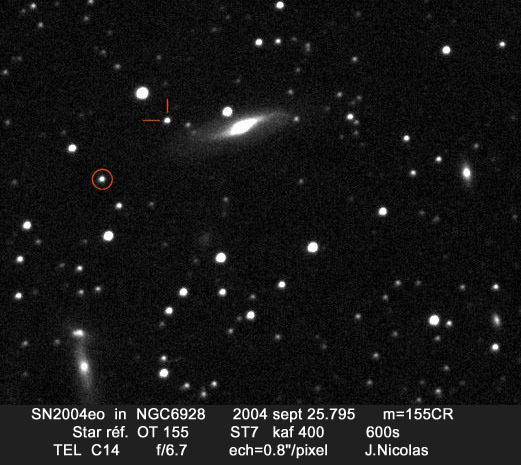 SN2004eo in NGC6928 2004 sept 25.795 m=155CR
Star réf. OT 155 ST7 kaf 400 600s
TEL C14 f/6.7 ech=0.8"/pixel J.Nicolas